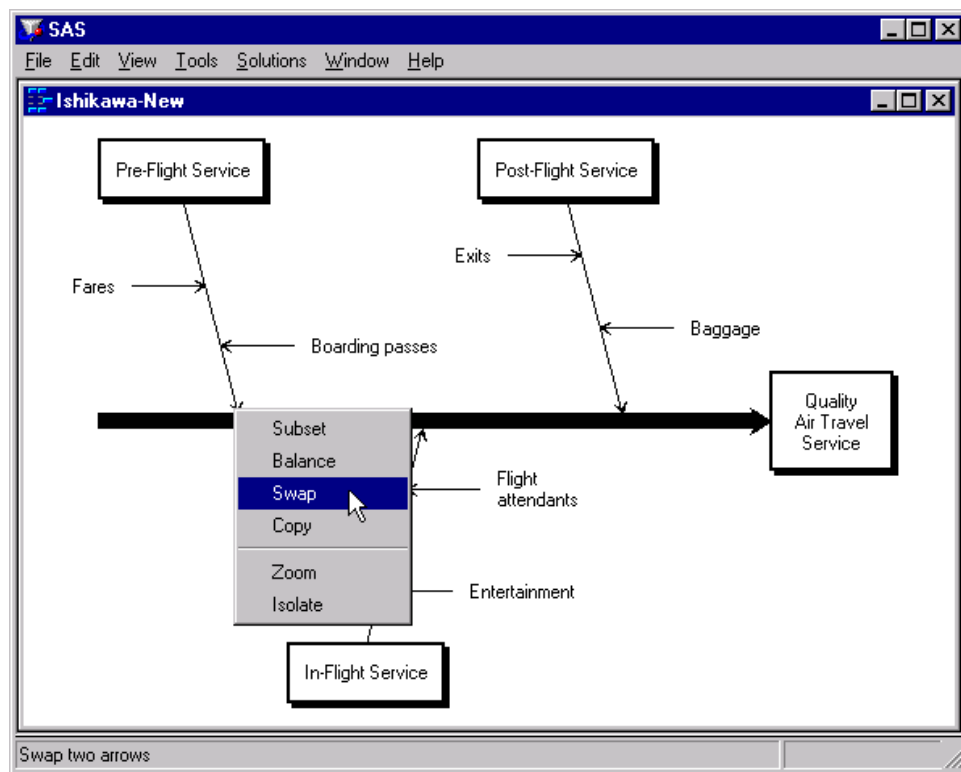 SAS
File Edit View Tools Solutions Window Help
Ishikawa-New
Pre-Flight Service
Post-Flight Service
Exits
Fares
Baggage
Boarding passes
Quality
Air Travel
Service
Subset
Balance
Swap
Copy
Zoom
Isolate
Flight
attendants
Entertainment
In-Flight Service
Swap two arrows